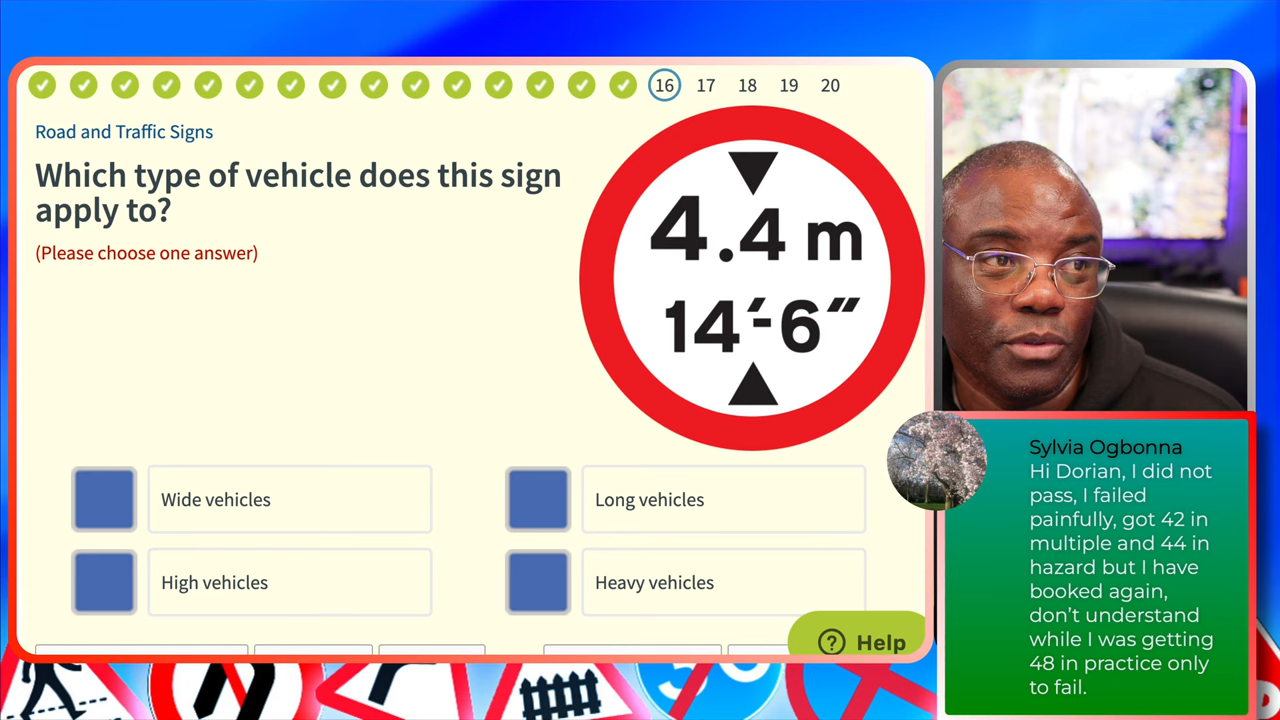 16 17 18 19 20
Road and Traffic Signs
Which type of vehicle does this sign
apply to?
(Please choose one answer)
4.4 m
14'-6"
Wide vehicles
Long vehicles
High vehicles
Heavy vehicles
Help
Sylvia Ogbonna
Hi Dorian, I did not
pass, I failed
painfully, got 42 in
multiple and 44 in
hazard but I have
booked again,
don't understand
while I was getting
48 in practice only
to fail.